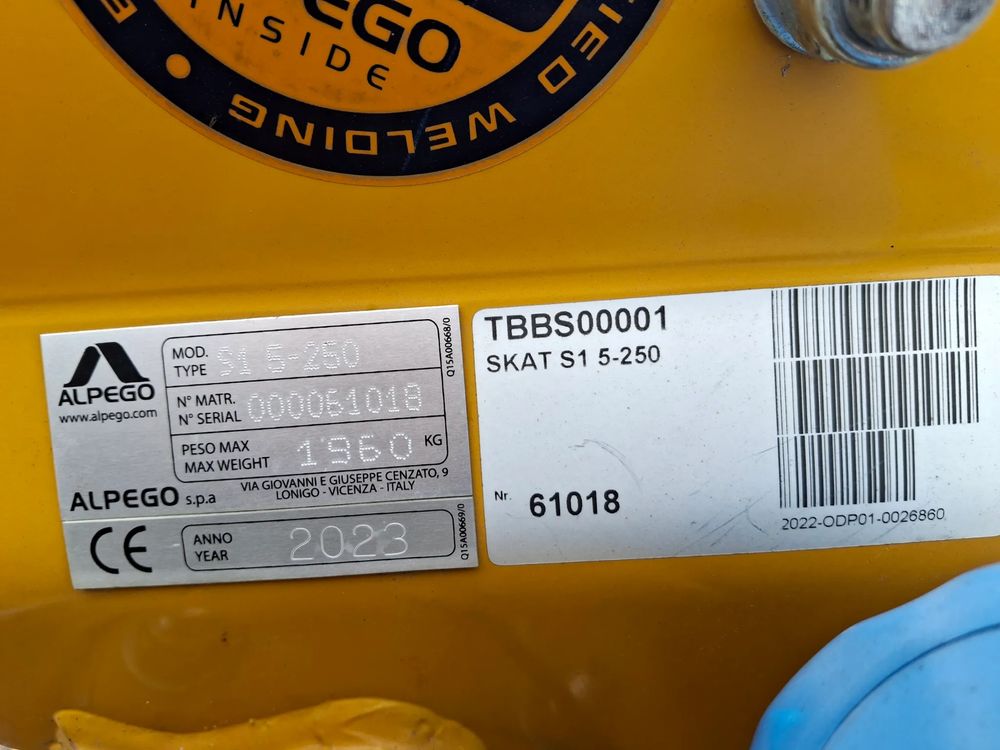 EGO
INSIDE
IED WELDING
ALPEGO
www.alpego.com
MOD.
TYPE
S1 5-250
N° MATR.
N° SERIAL
000061018
PESO MAX
MAX WEIGHT
1960 KG
Q15A00668/0
ALPEGO s.p.a
VIA GIOVANNI E GIUSEPPE CENZATO, 9
LONIGO - VICENZA - ITALY
CE
ANNO
YEAR
2023
Q15A00669/0
TBBS00001
SKAT S1 5-250
Nr. 61018
2022-ODP01-0026860